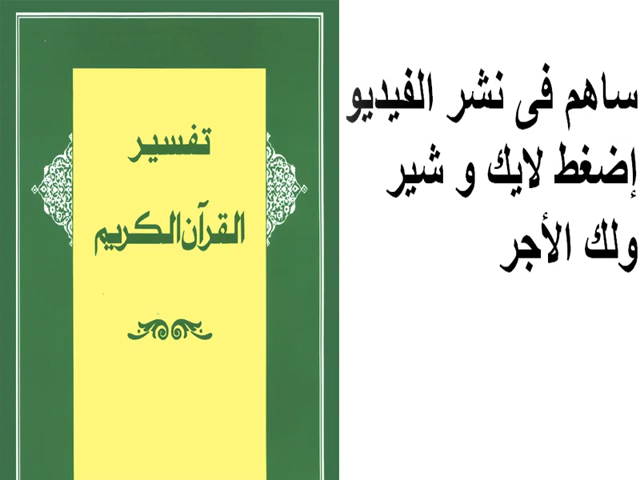 تفسير
القرآن الكريم
ساهم فى نشر الفيديو
إضغط لايك و شير
ولك الأجر